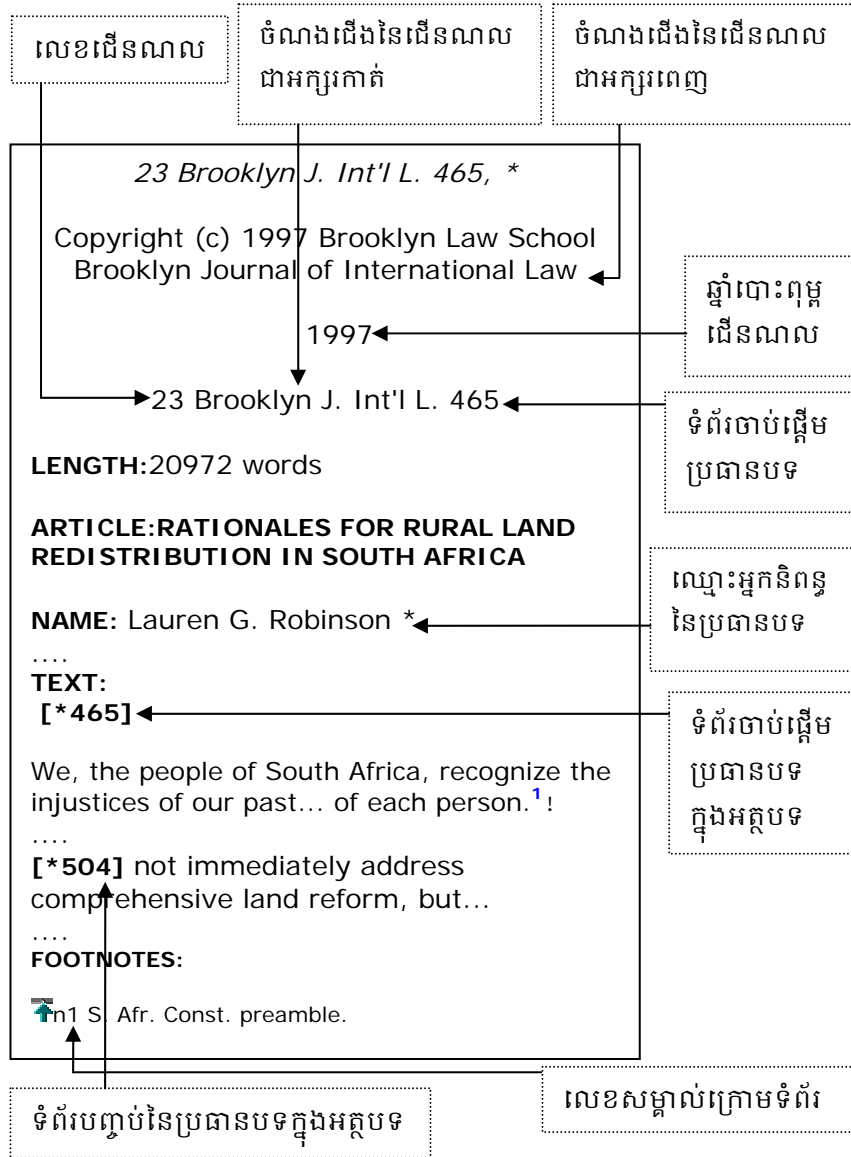 លេខជើនណល
ចំណងជើងនៃជើនណល
ជាអក្សរកាត់
ចំណងជើងនៃជើនណល
ជាអក្សរពេញ
23 Brooklyn J. Int'l L. 465, *
Copyright (c) 1997 Brooklyn Law School
Brooklyn Journal of International Law
ឆ្នាំបោះពុម្ព
ជើនណល
1997
23 Brooklyn J. Int'l L. 465
ទំព័រចាប់ផ្តើម
ប្រធានបទ
LENGTH:20972 words
ARTICLE:RATIONALES FOR RURAL LAND
REDISTRIBUTION IN SOUTH AFRICA
ឈ្មោះអ្នកនិពន្ធ
នៃប្រធានបទ
NAME: Lauren G. Robinson *
....
TEXT:
[*465]
ទំព័រចាប់ផ្តើម
ប្រធានបទ
ក្នុងអត្ថបទ
We, the people of South Africa, recognize the
injustices of our past... of each person.1!
....
[*504] not immediately address
comprehensive land reform, but...
....
FOOTNOTES:
n1 S. Afr. Const. preamble.
ទំព័របញ្ចប់នៃប្រធានបទក្នុងអត្ថបទ
លេខសម្គាល់ក្រោមទំព័រ